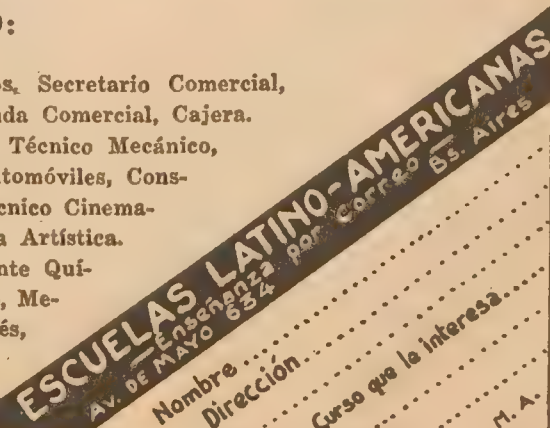 O:
os, Secretario Comercial,
da Comercial, Cajera.
Técnico Mecánico,
tomóviles, Cons-
cnico Cinema-
a Artística.
nte Quí-
, Me-
és,
ESCUELAS LATINO-AMERICANAS
— Enseñanza por correo —
AV. DE MAYO 634 Bs. Aires
Nombre
Dirección
Curso que le interesa
M. A.